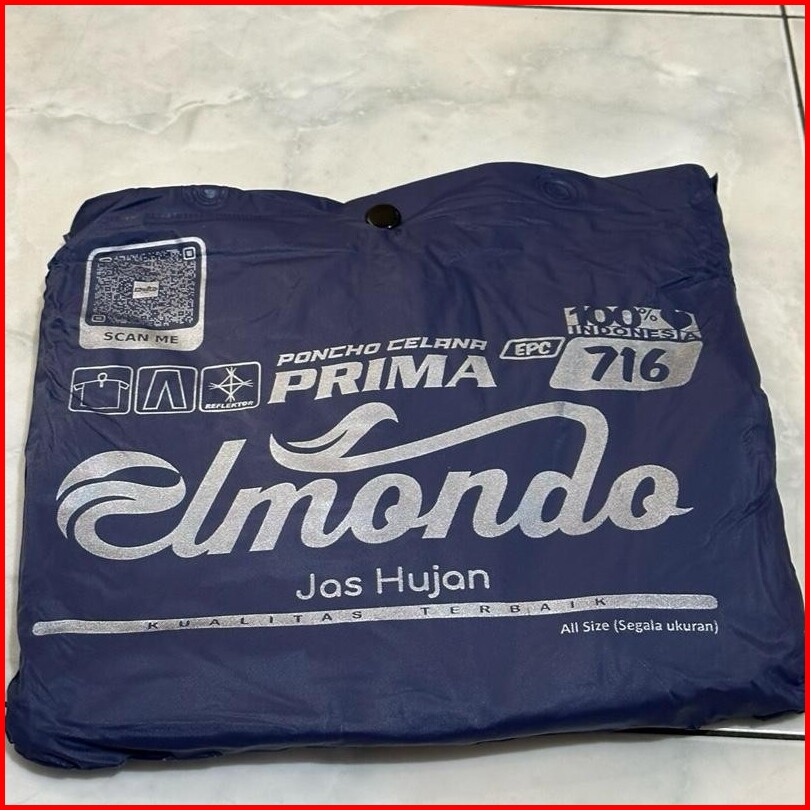 SCAN ME
100%
INDONESIA
PONCHO CELANA
EPC
716
PRIMA
REFLEKTOR
Elmondo
Jas Hujan
KUALITAS TERBAIK
All Size (Segala ukuran)